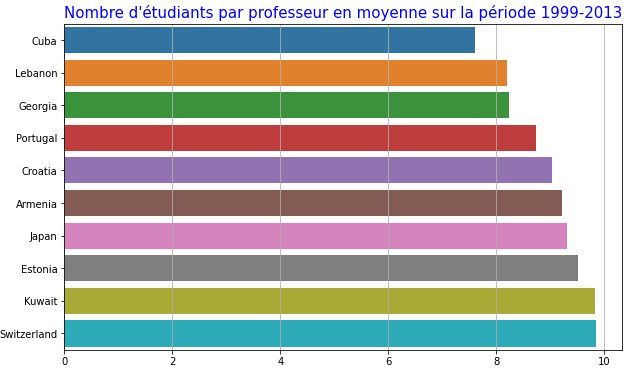 Nombre d'étudiants par professeur en moyenne sur la période 1999-2013
Cuba
Lebanon
Georgia
Portugal
Croatia
Armenia
Japan
Estonia
Kuwait
Switzerland
0 2 4 6 8 10